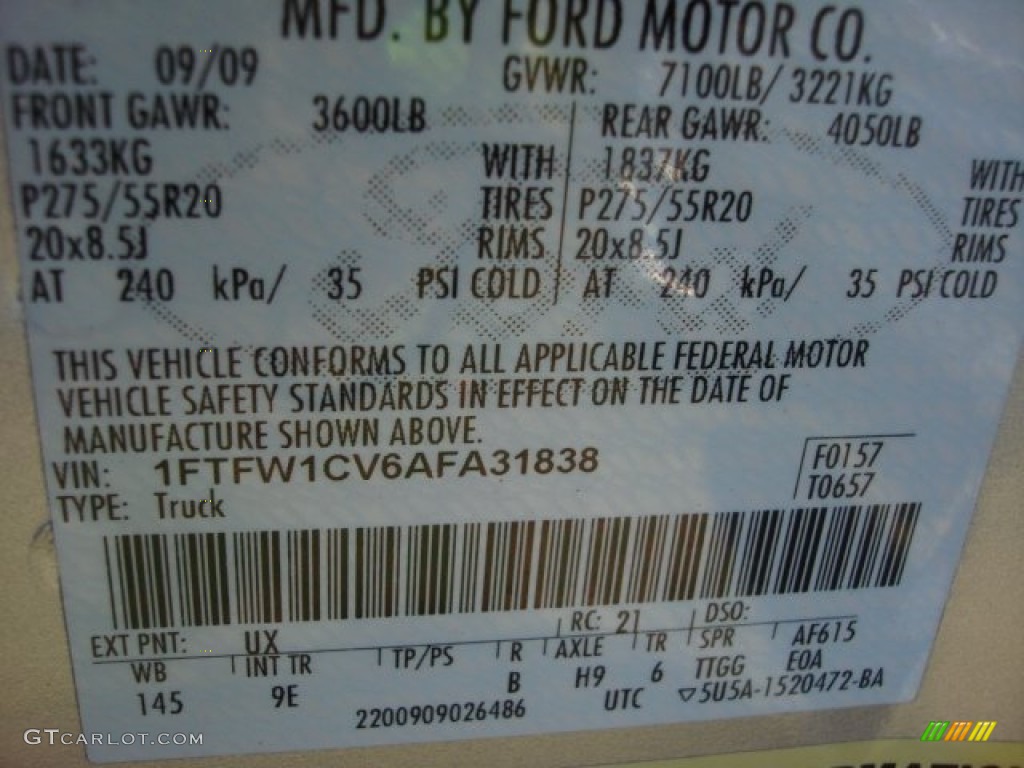 MFD. BY FORD MOTOR CO.
DATE: 09/09 GVWR: 7100LB/ 3221KG
FRONT GAWR: 3600LB REAR GAWR: 4050LB
1633KG WITH 1837KG WITH
P275/55R20 TIRES P275/55R20 TIRES
20x8.5J RIMS 20x8.5J RIMS
AT 240 kPa/ 35 PSI COLD AT 240 kPa/ 35 PSI COLD
THIS VEHICLE CONFORMS TO ALL APPLICABLE FEDERAL MOTOR
VEHICLE SAFETY STANDARDS IN EFFECT ON THE DATE OF
MANUFACTURE SHOWN ABOVE.
VIN: 1FTFW1CV6AFA31838 F0157
TYPE: Truck T0657
EXT PNT: UX RC: 21 DSO:
WB INT TR TP/PS R AXLE TR SPR AF615
145 9E B H9 6 TTGG EOA
2200909026486 UTC ▽5U5A-1520472-BA
GTCARLOT.COM